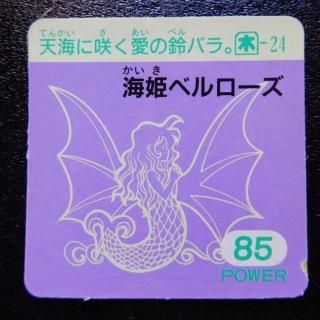 てんかい さ あい ベル
天海に咲く愛の鈴バラ。木-24
かいき
海姫ベルローズ
85
POWER